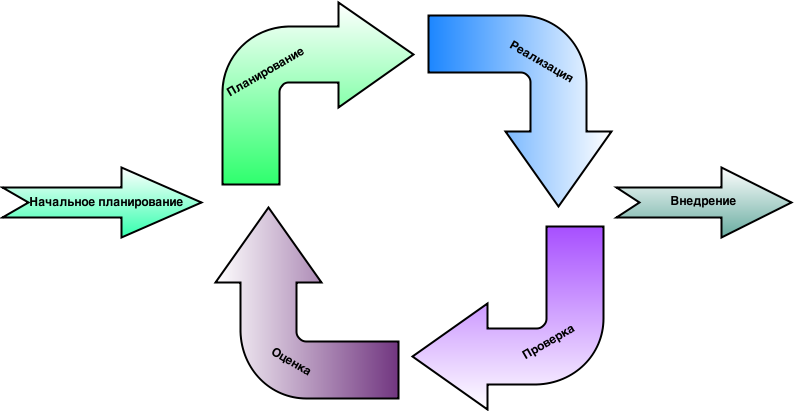 Планирование
Реализация
Начальное планирование
Внедрение
Проверка
Оценка